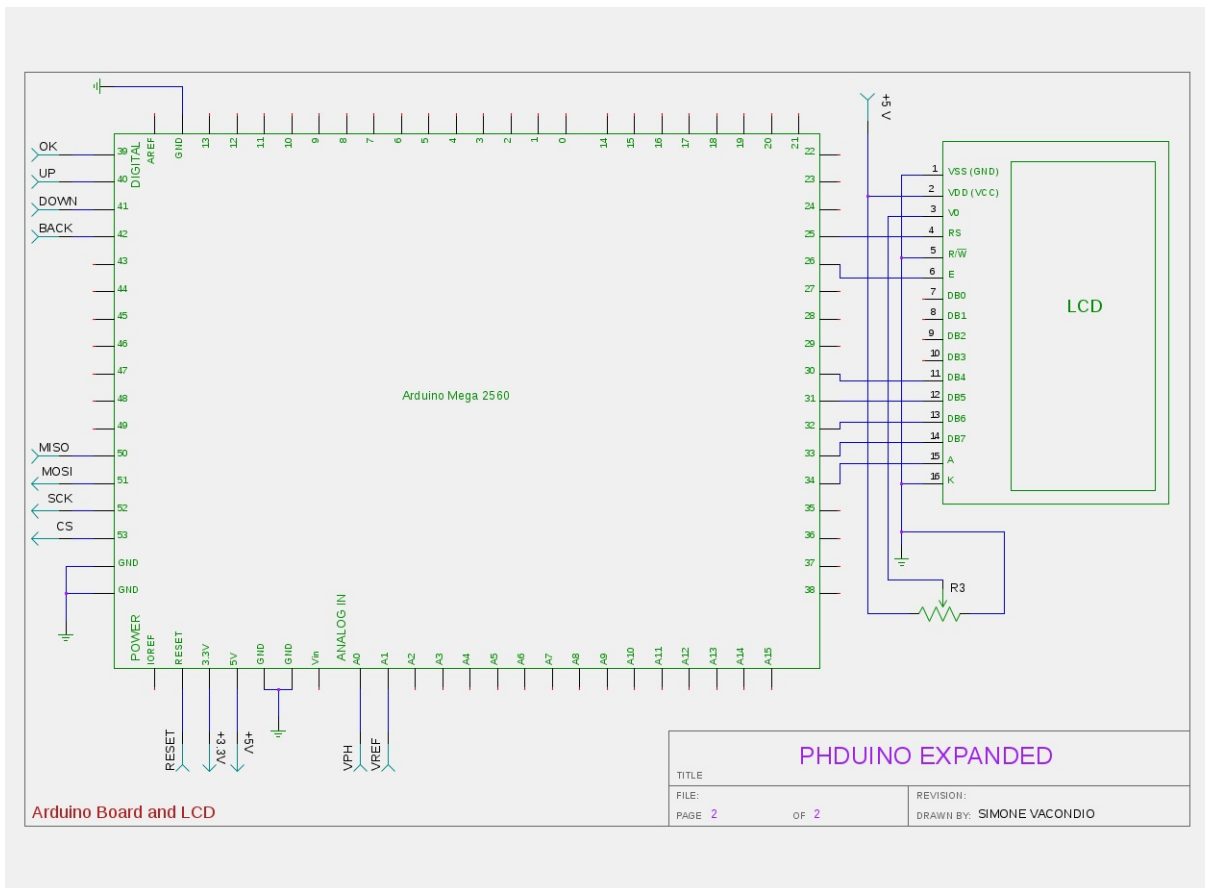 +5 V
OK
UP
DOWN
BACK
MISO
MOSI
SCK
CS
39
40
41
42
43
44
45
46
47
48
49
50
51
52
53
GND
GND
DIGITAL
AREF
GND
13
12
11
10
9
8
7
6
5
4
3
2
1
0
14
15
16
17
18
19
20
21
22
23
24
25
26
27
28
29
30
31
32
33
34
35
36
37
38
Arduino Mega 2560
POWER
IOREF
RESET
3.3V
5V
GND
GND
Vin
ANALOG IN
A0
A1
A2
A3
A4
A5
A6
A7
A8
A9
A10
A11
A12
A13
A14
A15
RESET
+3.3V
+5V
VPH
VREF
1 VSS (GND)
2 VDD (VCC)
3 V0
4 RS
5 R/W
6 E
7 DB0
8 DB1
9 DB2
10 DB3
11 DB4
12 DB5
13 DB6
14 DB7
15 A
16 K
LCD
R3
Arduino Board and LCD
PHDUINO EXPANDED
TITLE
FILE:
REVISION:
PAGE 2 OF 2
DRAWN BY: SIMONE VACONDIO